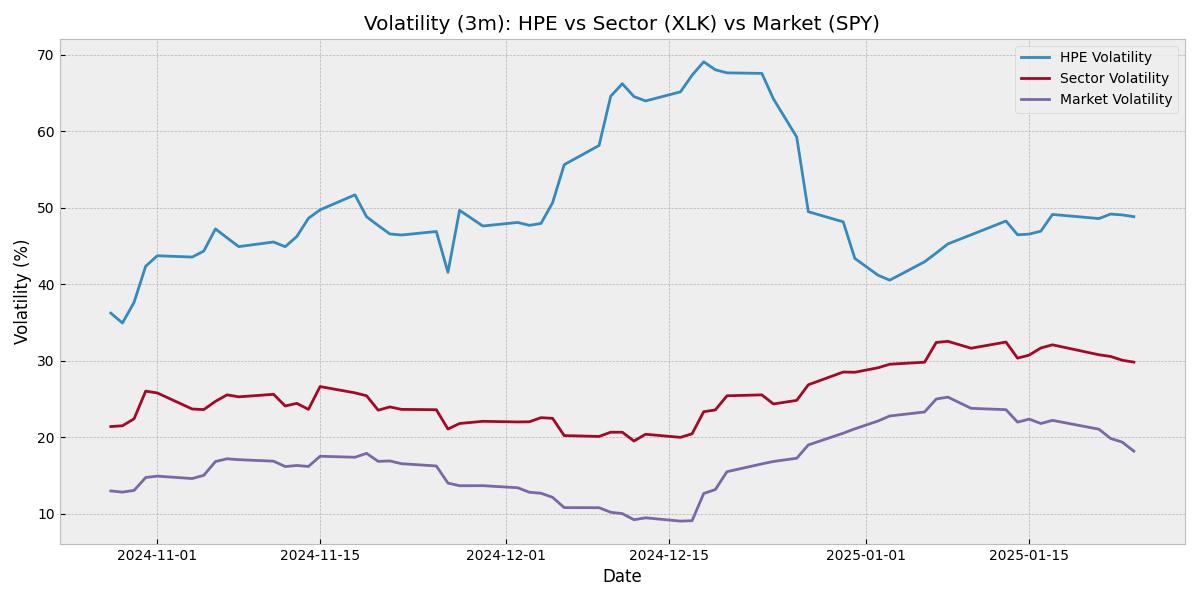 Volatility (3m): HPE vs Sector (XLK) vs Market (SPY)
HPE Volatility
Sector Volatility
Market Volatility
Volatility (%)
70
60
50
40
30
20
10
2024-11-01
2024-11-15
2024-12-01
2024-12-15
2025-01-01
2025-01-15
Date